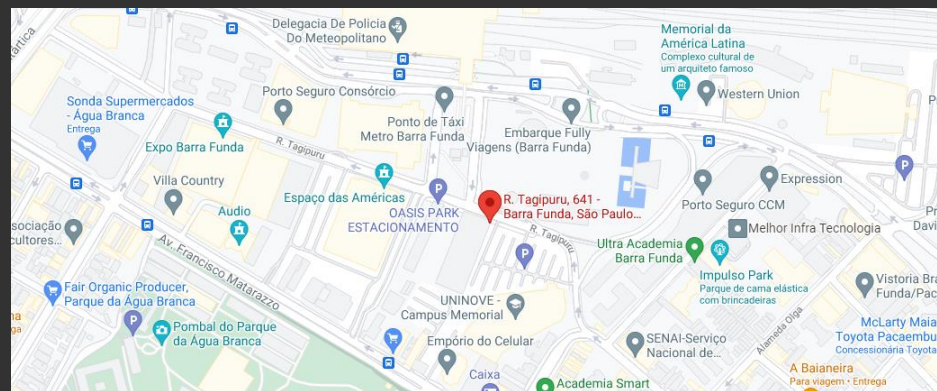 Delegacia De Policia
Do Meteopolitano
Memorial da
América Latina
Complexo cultural de
um arquiteto famoso
Western Union
Porto Seguro Consórcio
Sonda Supermercados
- Água Branca
Entrega
Ponto de Táxi
Metro Barra Funda
Embarque Fully
Viagens (Barra Funda)
Expo Barra Funda
R. Tagipuru
Villa Country
Espaço das Américas
P
OASIS PARK
ESTACIONAMENTO
R. Tagipuru, 641 -
Barra Funda, São Paulo...
Porto Seguro CCM
Expression
P
Audio
R. Tagipuru
Melhor Infra Tecnologia
Av. Francisco Matarazzo
P
Ultra Academia
Barra Funda
Impulso Park
Parque de cama elástica
com brincadeiras
Fair Organic Producer,
Parque da Água Branca
P
Pombal do Parque
da Água Branca
UNINOVE -
Campus Memorial
Empório do Celular
SENAI-Serviço
Nacional de...
Alameda Olga
Vistoria Bra
Funda/Pac
McLarty Maia
Toyota Pacaembu
Concessionária Toyota
Caixa
Academia Smart
A Baianeira
Para viagem • Entrega